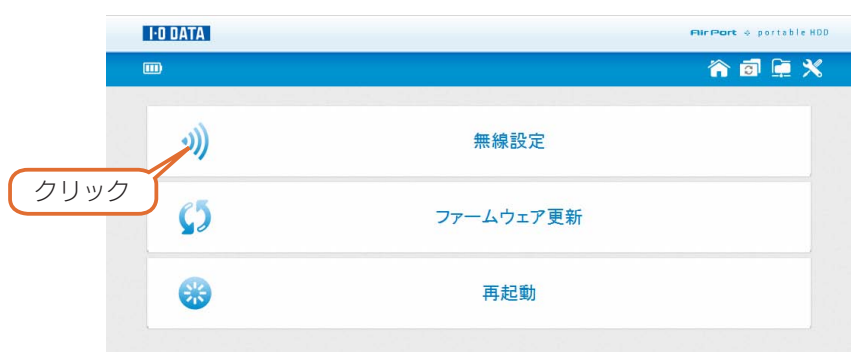 I-O DATA
AirPort portable HDD
無線設定
クリック
ファームウェア更新
再起動